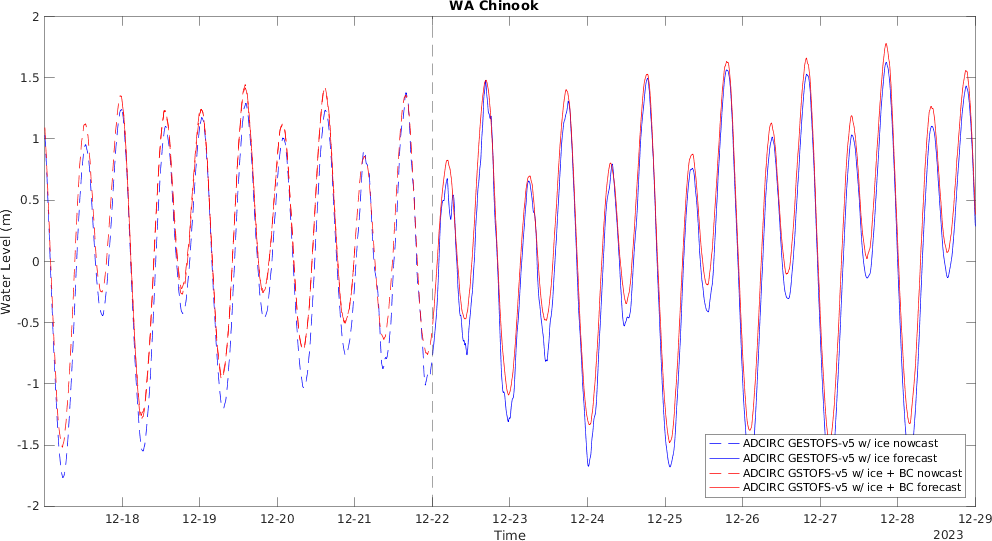 WA Chinook
2
1.5
1
0.5
0
-0.5
-1
-1.5
-2
Water Level (m)
12-18 12-19 12-20 12-21 12-22 12-23 12-24 12-25 12-26 12-27 12-28 12-29
Time
2023
ADCIRC GESTOFS-v5 w/ ice nowcast
ADCIRC GESTOFS-v5 w/ ice forecast
ADCIRC GSTOFS-v5 w/ ice + BC nowcast
ADCIRC GSTOFS-v5 w/ ice + BC forecast